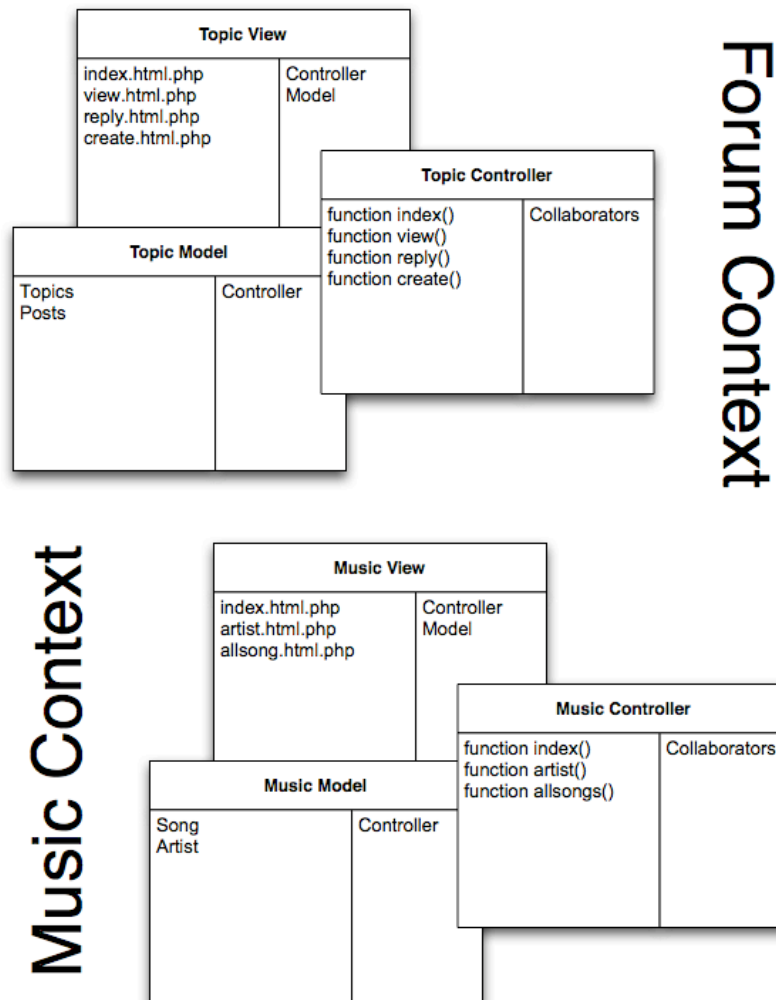 Topic View
index.html.php
view.html.php
reply.html.php
create.html.php
Controller
Model
Topic Controller
function index()
function view()
function reply()
function create()
Collaborators
Topic Model
Topics
Posts
Controller
Forum Context
Music Context
Music View
index.html.php
artist.html.php
allsong.html.php
Controller
Model
Music Controller
function index()
function artist()
function allsongs()
Collaborators
Music Model
Song
Artist
Controller